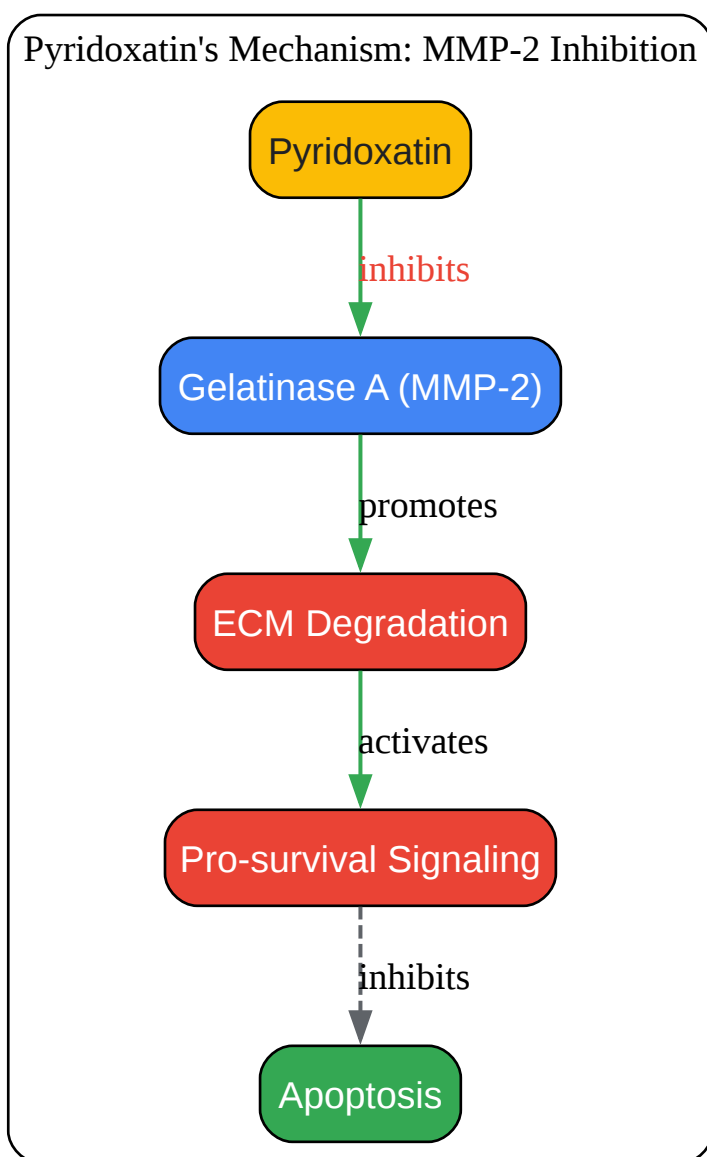 Pyridoxatin's Mechanism: MMP-2 Inhibition
Pyridoxatin
inhibits
Gelatinase A (MMP-2)
promotes
ECM Degradation
activates
Pro-survival Signaling
inhibits
Apoptosis